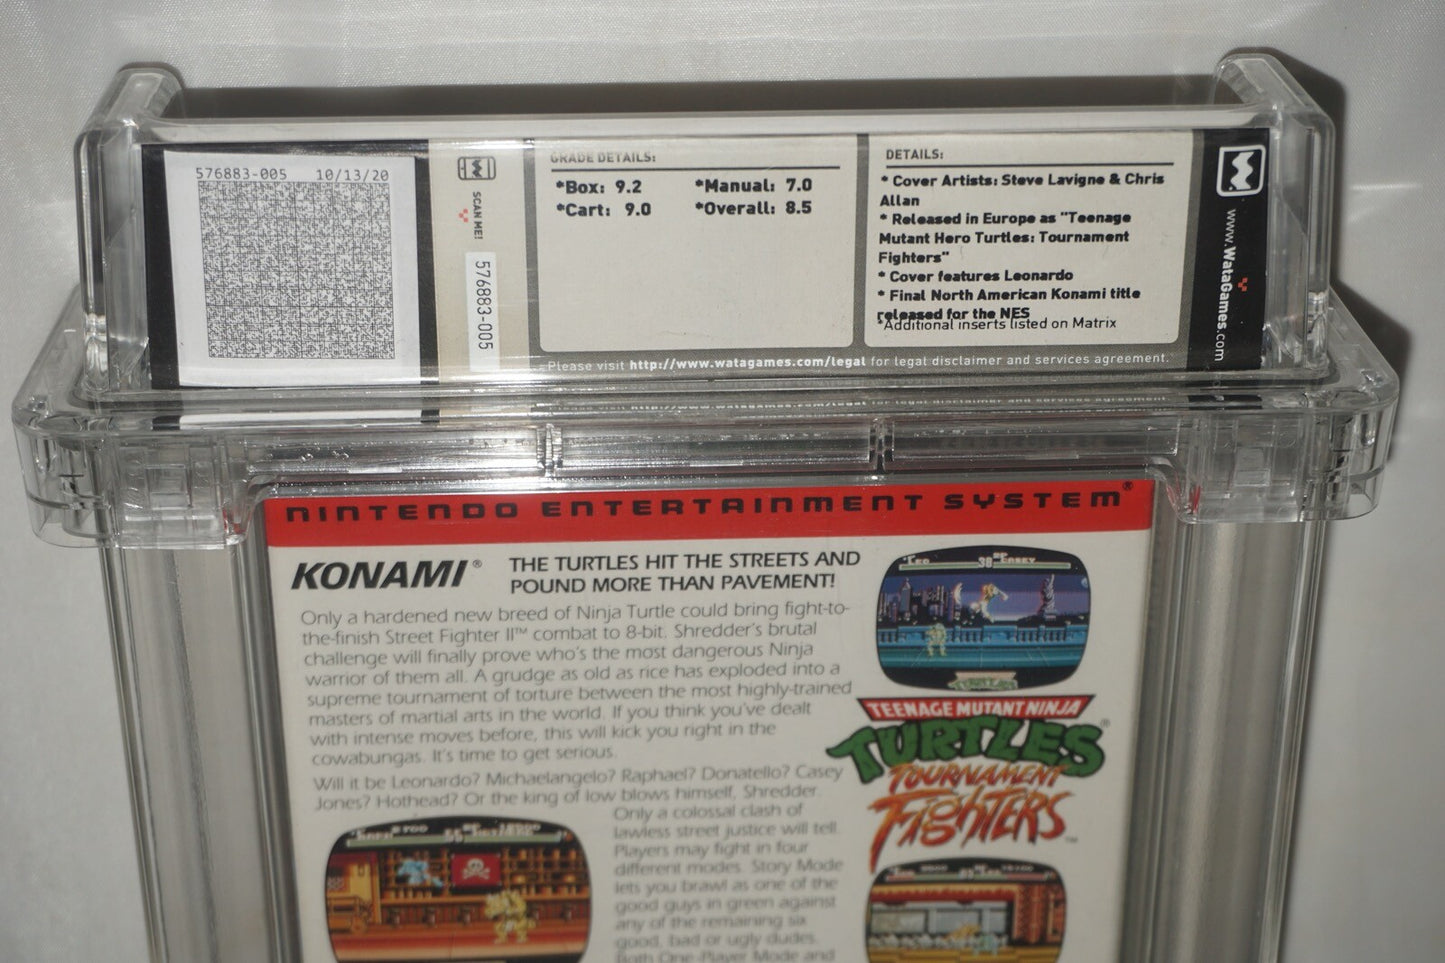 576883-005 10/13/20
SCAN ME!
576883-005
GRADE DETAILS:
*Box: 9.2 *Manual: 7.0
*Cart: 9.0 *Overall: 8.5
DETAILS:
* Cover Artists: Steve Lavigne & Chris
Allan
* Released in Europe as "Teenage
Mutant Hero Turtles: Tournament
Fighters"
* Cover features Leonardo
* Final North American Konami title
released for the NES
*Additional inserts listed on Matrix
Please visit http://www.watagames.com/legal for legal disclaimer and services agreement.
www.WataGames.com
NINTENDO ENTERTAINMENT SYSTEM®
KONAMI®
THE TURTLES HIT THE STREETS AND
POUND MORE THAN PAVEMENT!
Only a hardened new breed of Ninja Turtle could bring fight-to-
the-finish Street Fighter II™ combat to 8-bit. Shredder's brutal
challenge will finally prove who's the most dangerous Ninja
warrior of them all. A grudge as old as rice has exploded into a
supreme tournament of torture between the most highly-trained
masters of martial arts in the world. If you think you've dealt
with intense moves before, this will kick you right in the
cowabungas. It's time to get serious.
Will it be Leonardo? Michaelangelo? Raphael? Donatello? Casey
Jones? Hothead? Or the king of low blows himself, Shredder.
Only a colossal clash of
lawless street justice will tell.
Players may fight in four
different modes. Story Mode
lets you brawl as one of the
good guys in green against
any of the remaining six
good, bad or ugly dudes.
Both One-Player Mode and
LEO 38 2P CASEY
TEENAGE MUTANT NINJA
TURTLES®
TOURNAMENT
FIGHTERS™